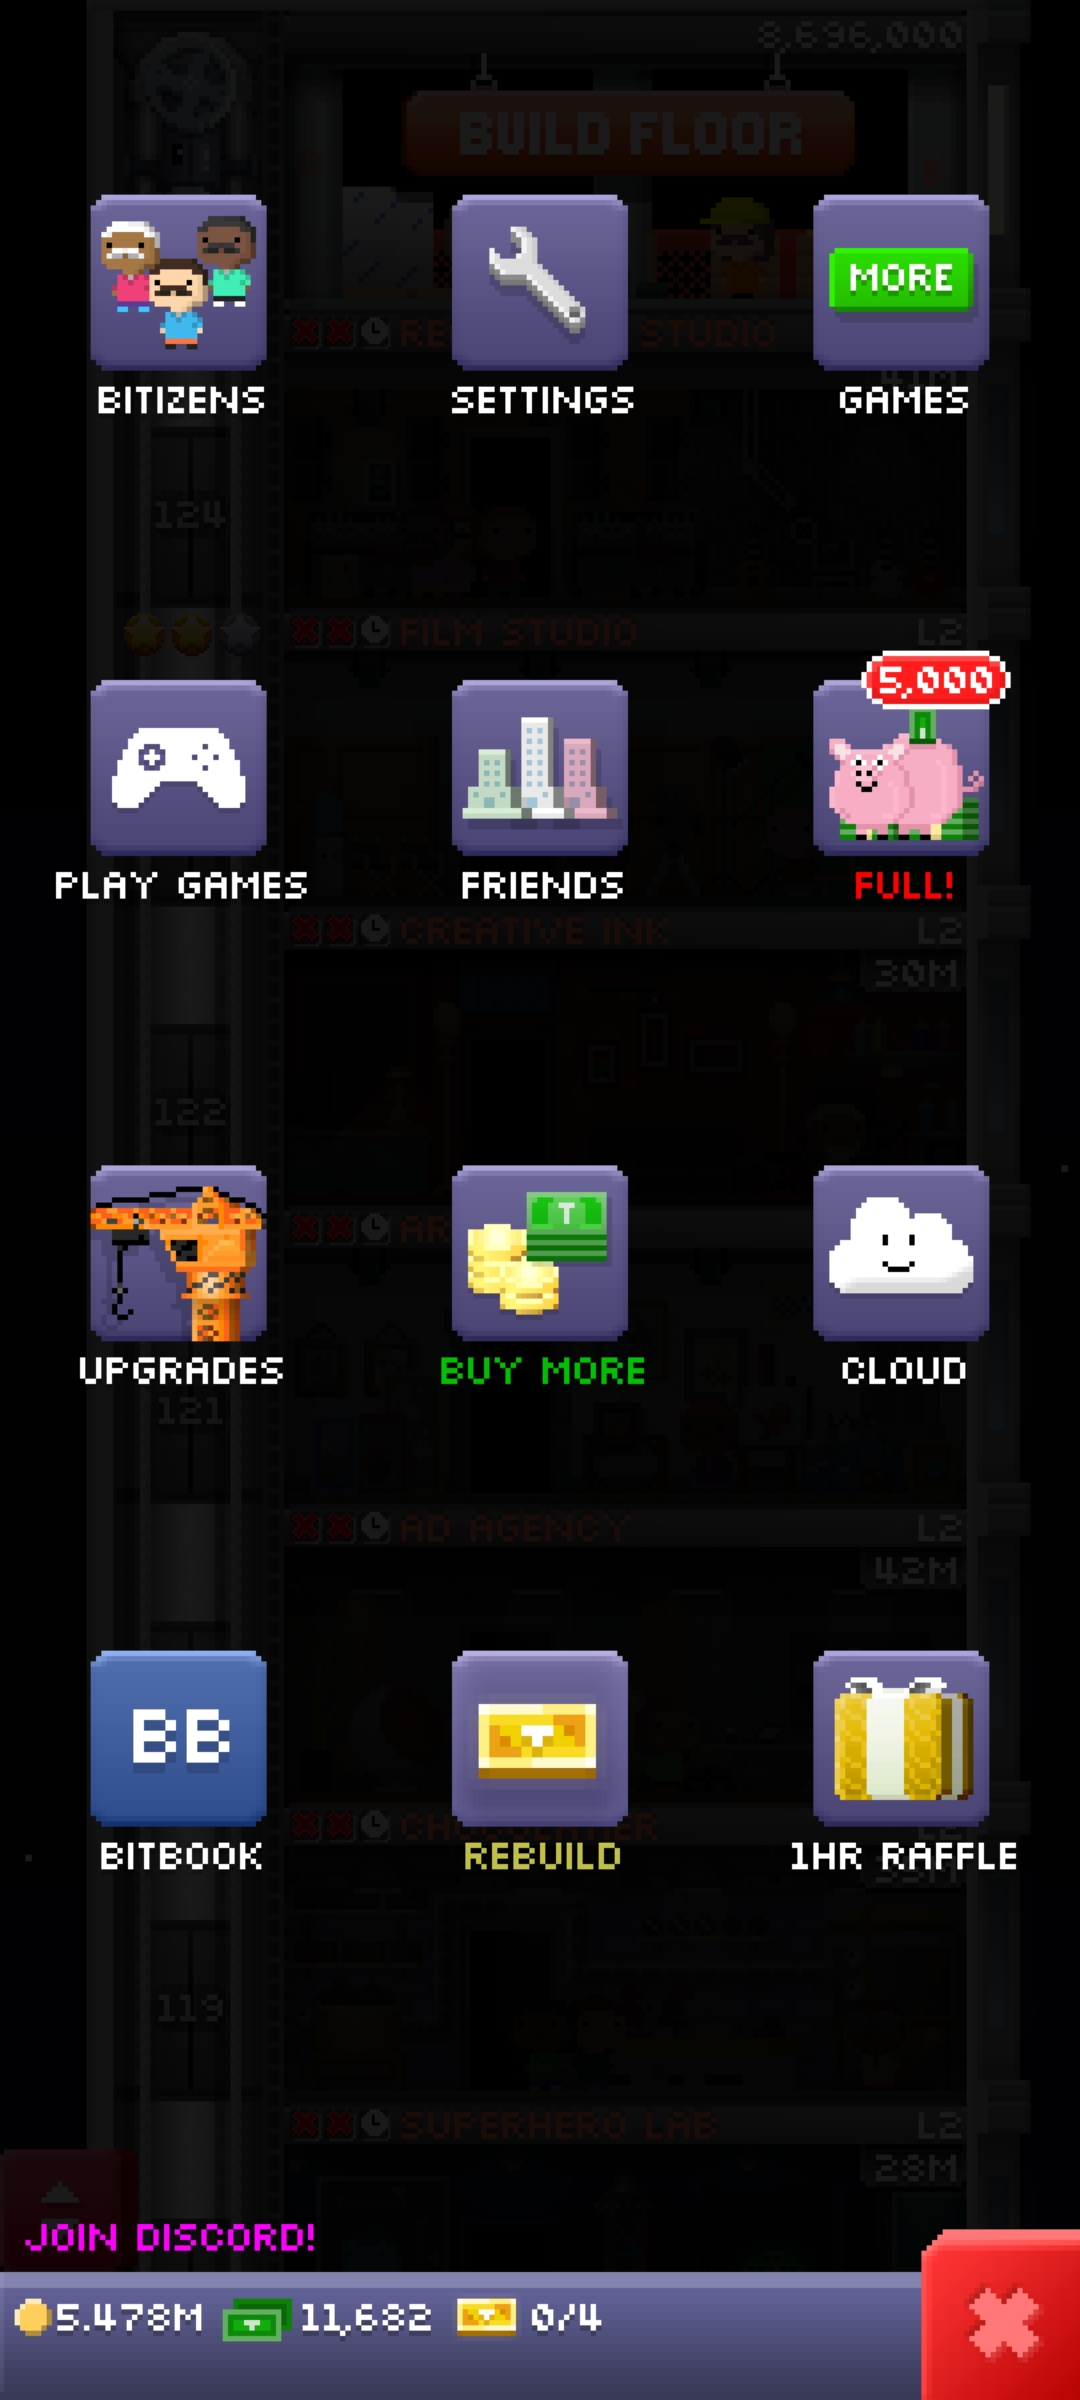 8,696,000
BUILD FLOOR
STUDIO
41M
BITIZENS
SETTINGS
MORE
GAMES
124
FILM STUDIO
L2
5,000
PLAY GAMES
FRIENDS
FULL!
CREATIVE INK
L2
30M
122
T
UPGRADES
BUY MORE
CLOUD
121
AD AGENCY
L2
42M
BB
BITBOOK
REBUILD
1HR RAFFLE
119
SUPERHERO LAB
L2
28M
JOIN DISCORD!
5.478M
11,682
0/4